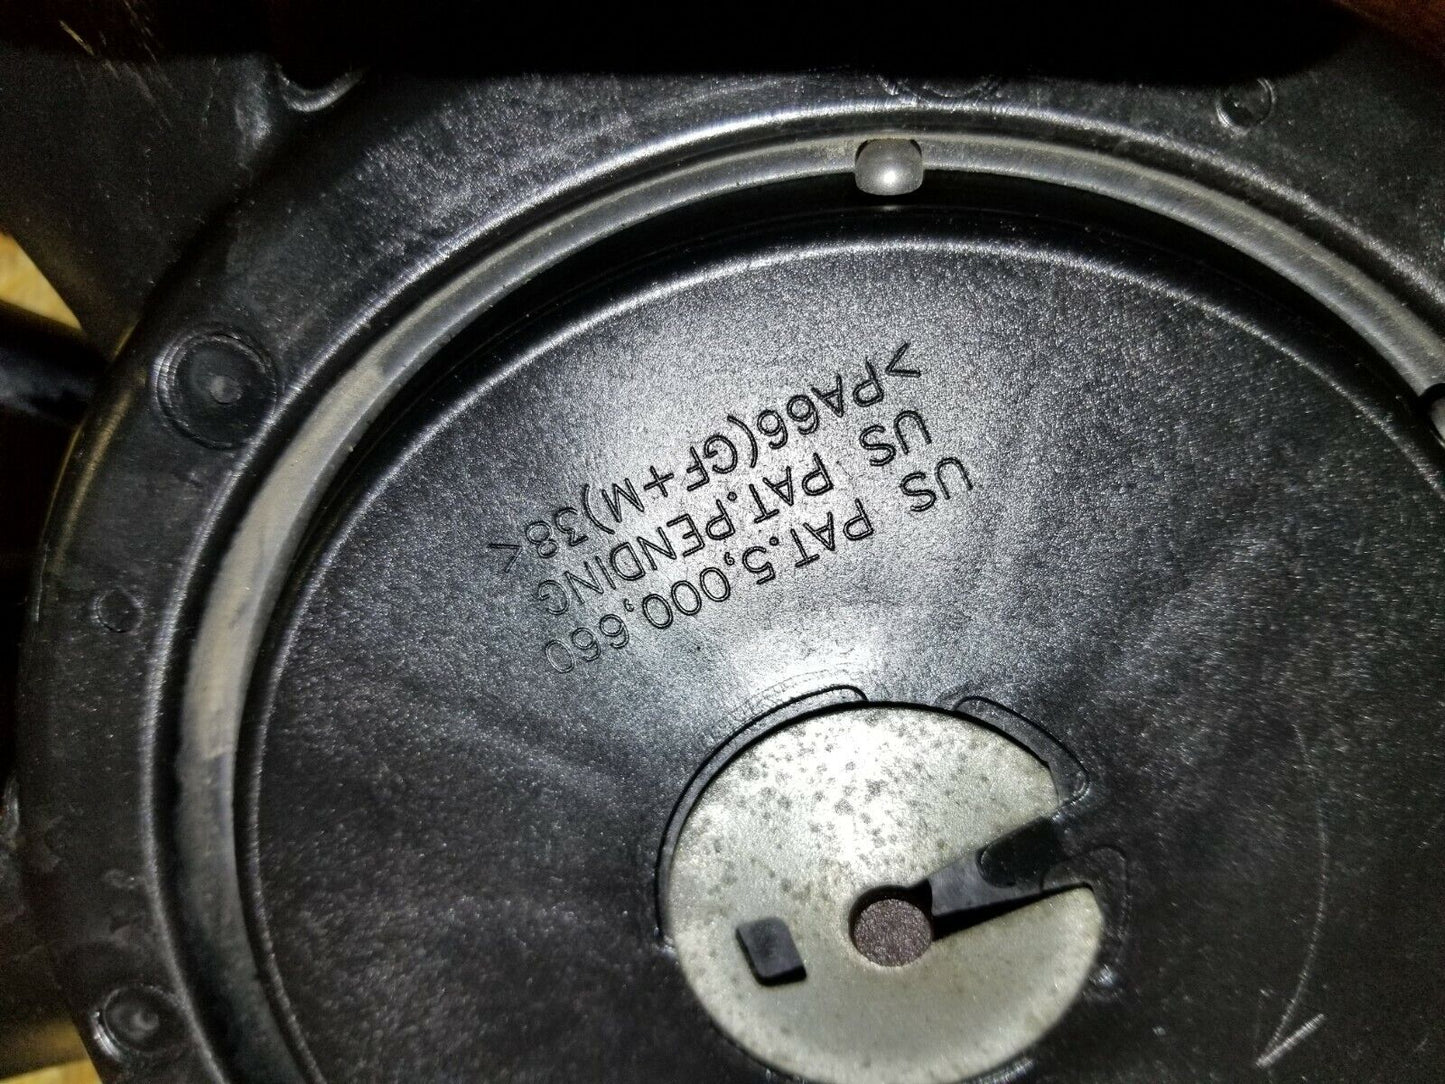 US PAT.5,000,660
US PAT.PENDING
>PA66(GF+M)38<